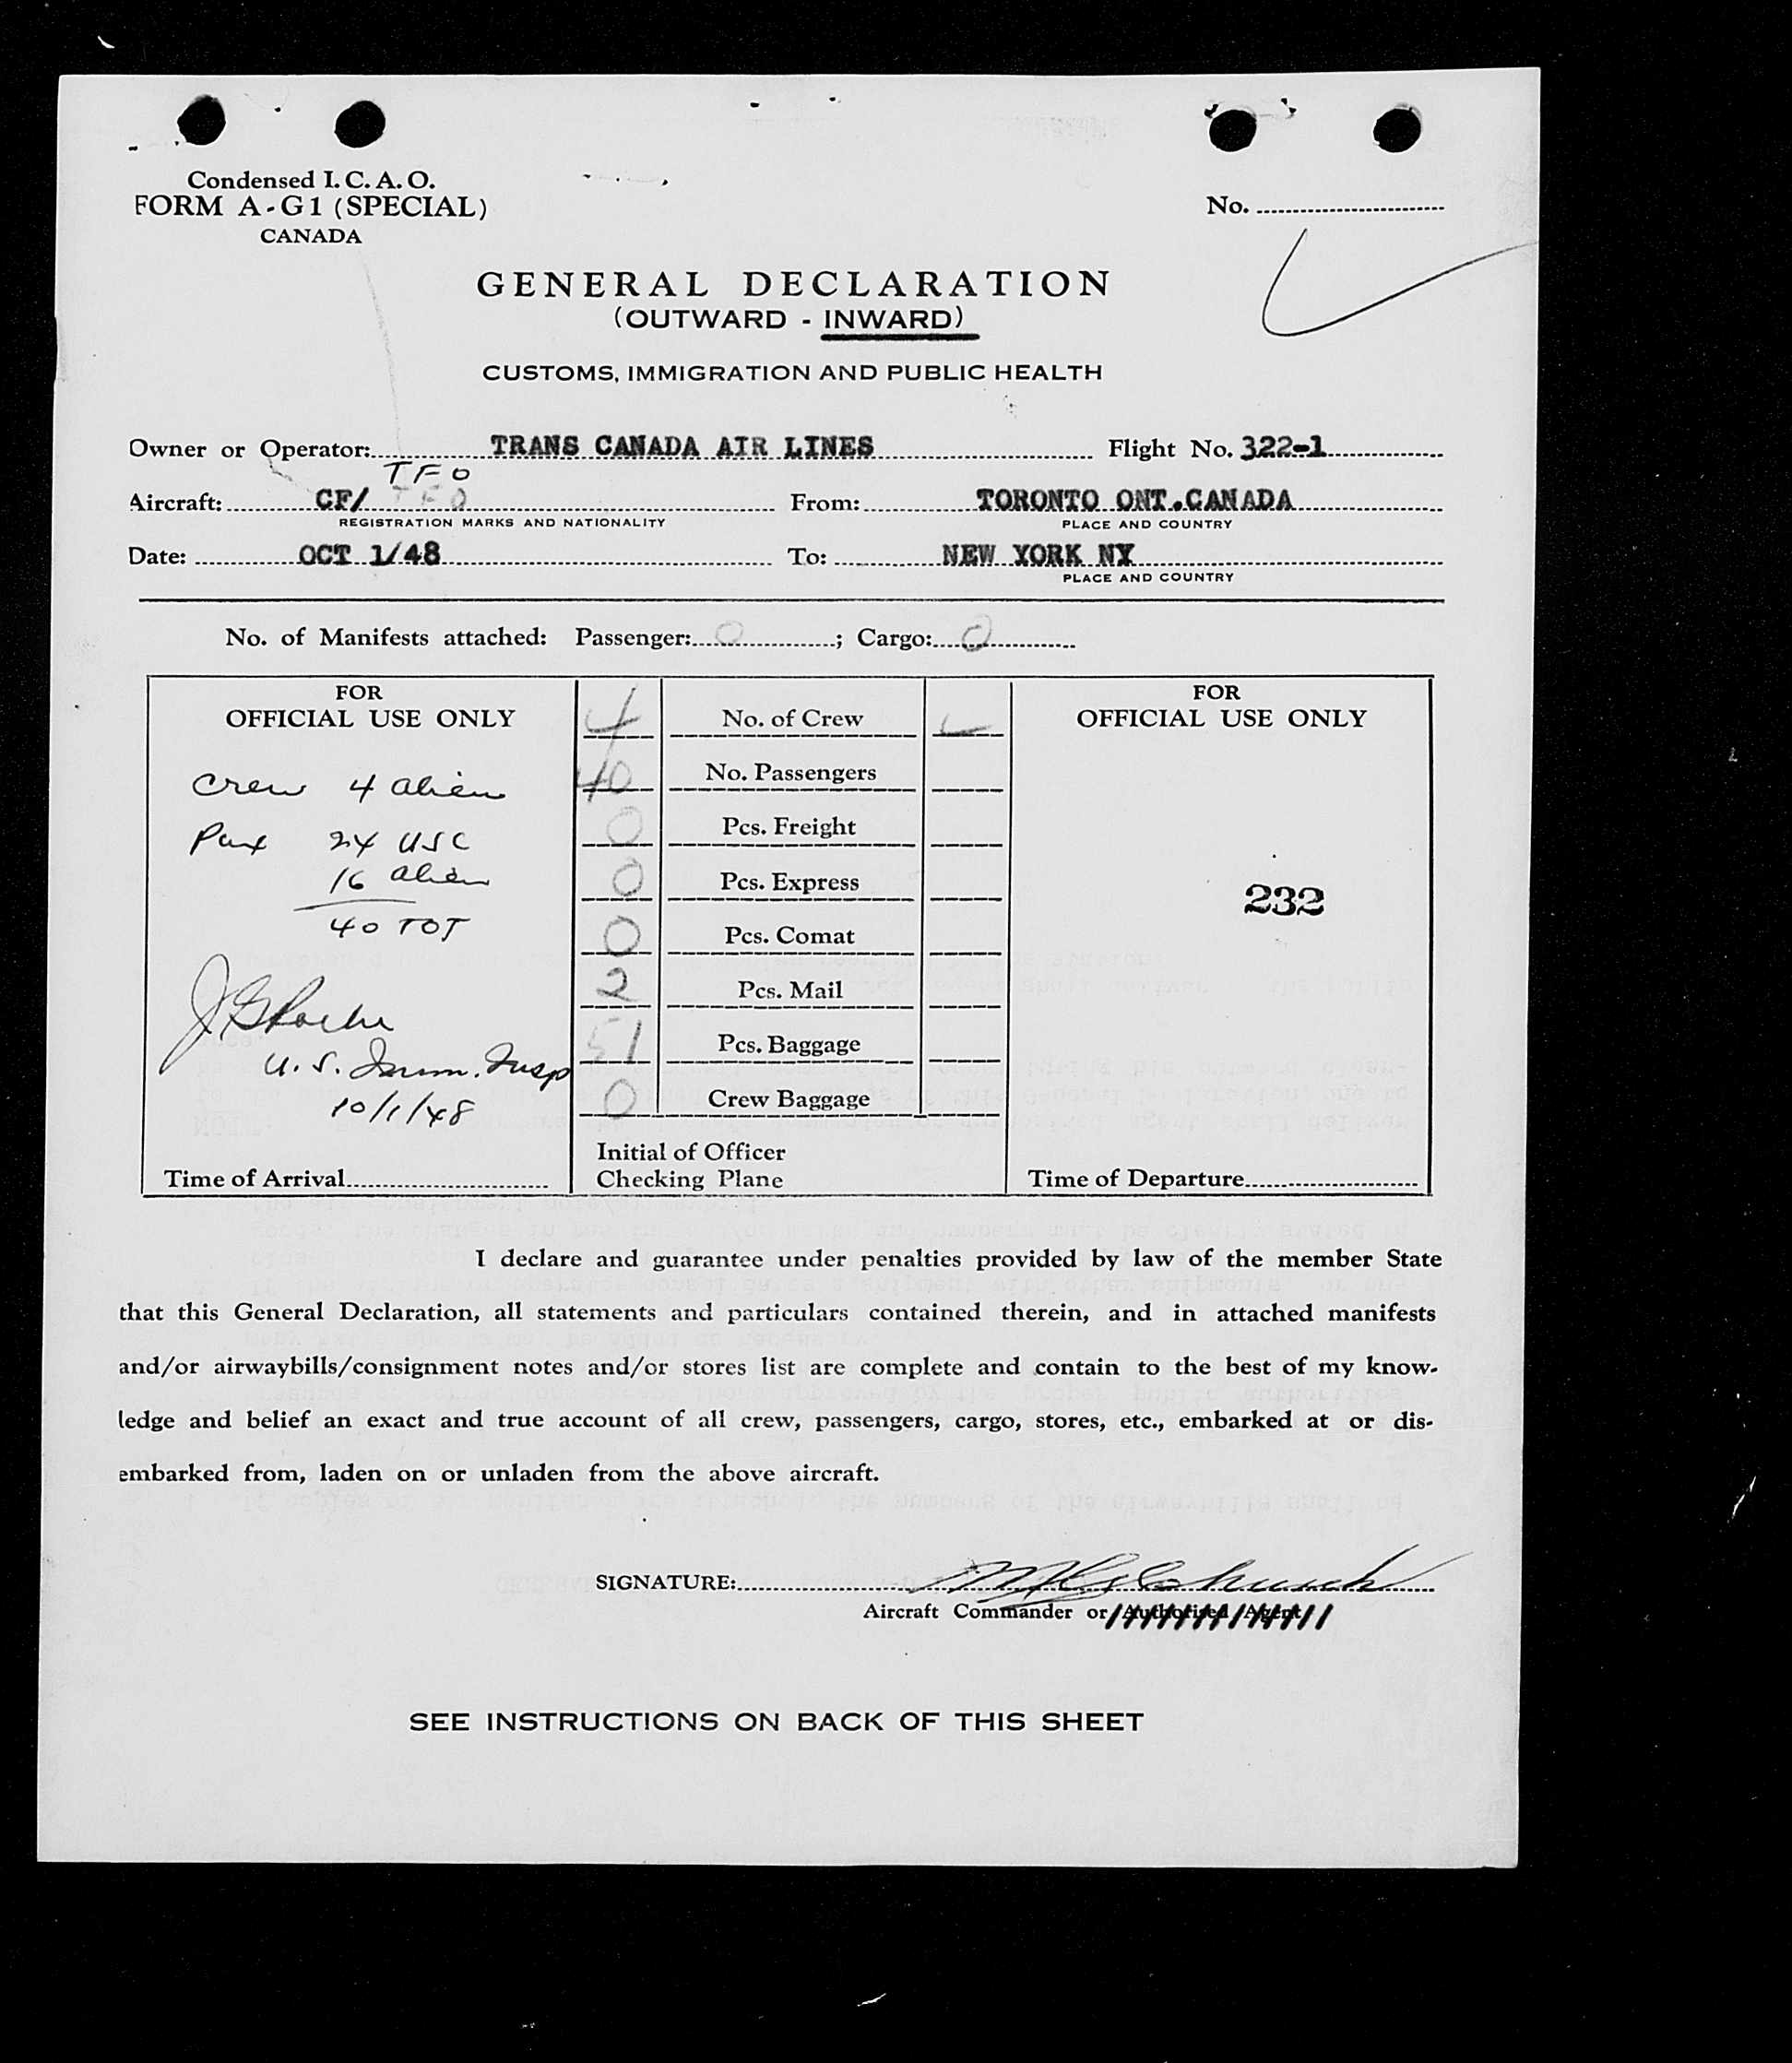 Condensed I. C. A. O.
FORM A-G1 (SPECIAL)
CANADA
No.
GENERAL DECLARATION
(OUTWARD - INWARD)
CUSTOMS, IMMIGRATION AND PUBLIC HEALTH
Owner or Operator: TRANS CANADA AIR LINES Flight No. 322-1
TFO
Aircraft: CF/ TFO From: TORONTO ONT. CANADA
REGISTRATION MARKS AND NATIONALITY PLACE AND COUNTRY
Date: OCT 1/48 To: NEW YORK NY
PLACE AND COUNTRY
No. of Manifests attached: Passenger: 0 ; Cargo: 0
FOR
OFFICIAL USE ONLY
Crew 4 alien
Pax 24 USC
16 alien
40 TOT
U. S. Imm. Insp
10/1/48
Time of Arrival
4 No. of Crew
40 No. Passengers
0 Pcs. Freight
0 Pcs. Express
0 Pcs. Comat
2 Pcs. Mail
51 Pcs. Baggage
0 Crew Baggage
Initial of Officer
Checking Plane
FOR
OFFICIAL USE ONLY
232
Time of Departure
I declare and guarantee under penalties provided by law of the member State
that this General Declaration, all statements and particulars contained therein, and in attached manifests
and/or airwaybills/consignment notes and/or stores list are complete and contain to the best of my know-
ledge and belief an exact and true account of all crew, passengers, cargo, stores, etc., embarked at or dis-
embarked from, laden on or unladen from the above aircraft.
SIGNATURE:
Aircraft Commander or Authorised Agent
SEE INSTRUCTIONS ON BACK OF THIS SHEET